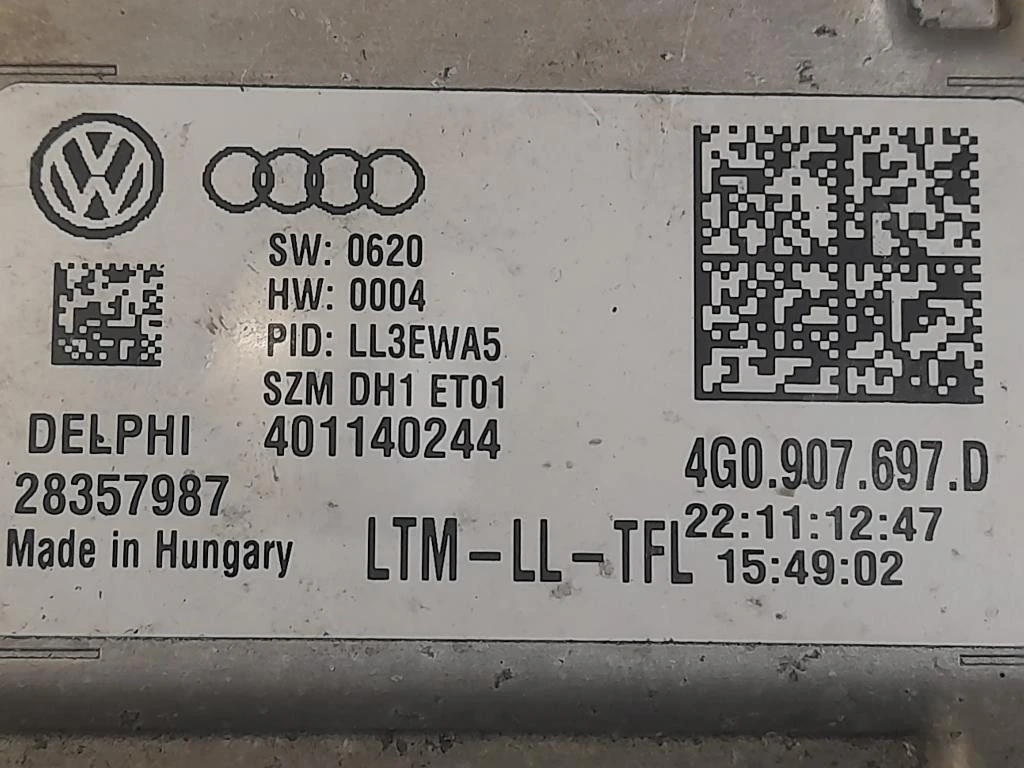 SW: 0620
HW: 0004
PID: LL3EWA5
SZM DH1 ET01
DELPHI 401140244
28357987
Made in Hungary
LTM-LL-TFL
4G0.907.697.D
22:11:12:47
15:49:02